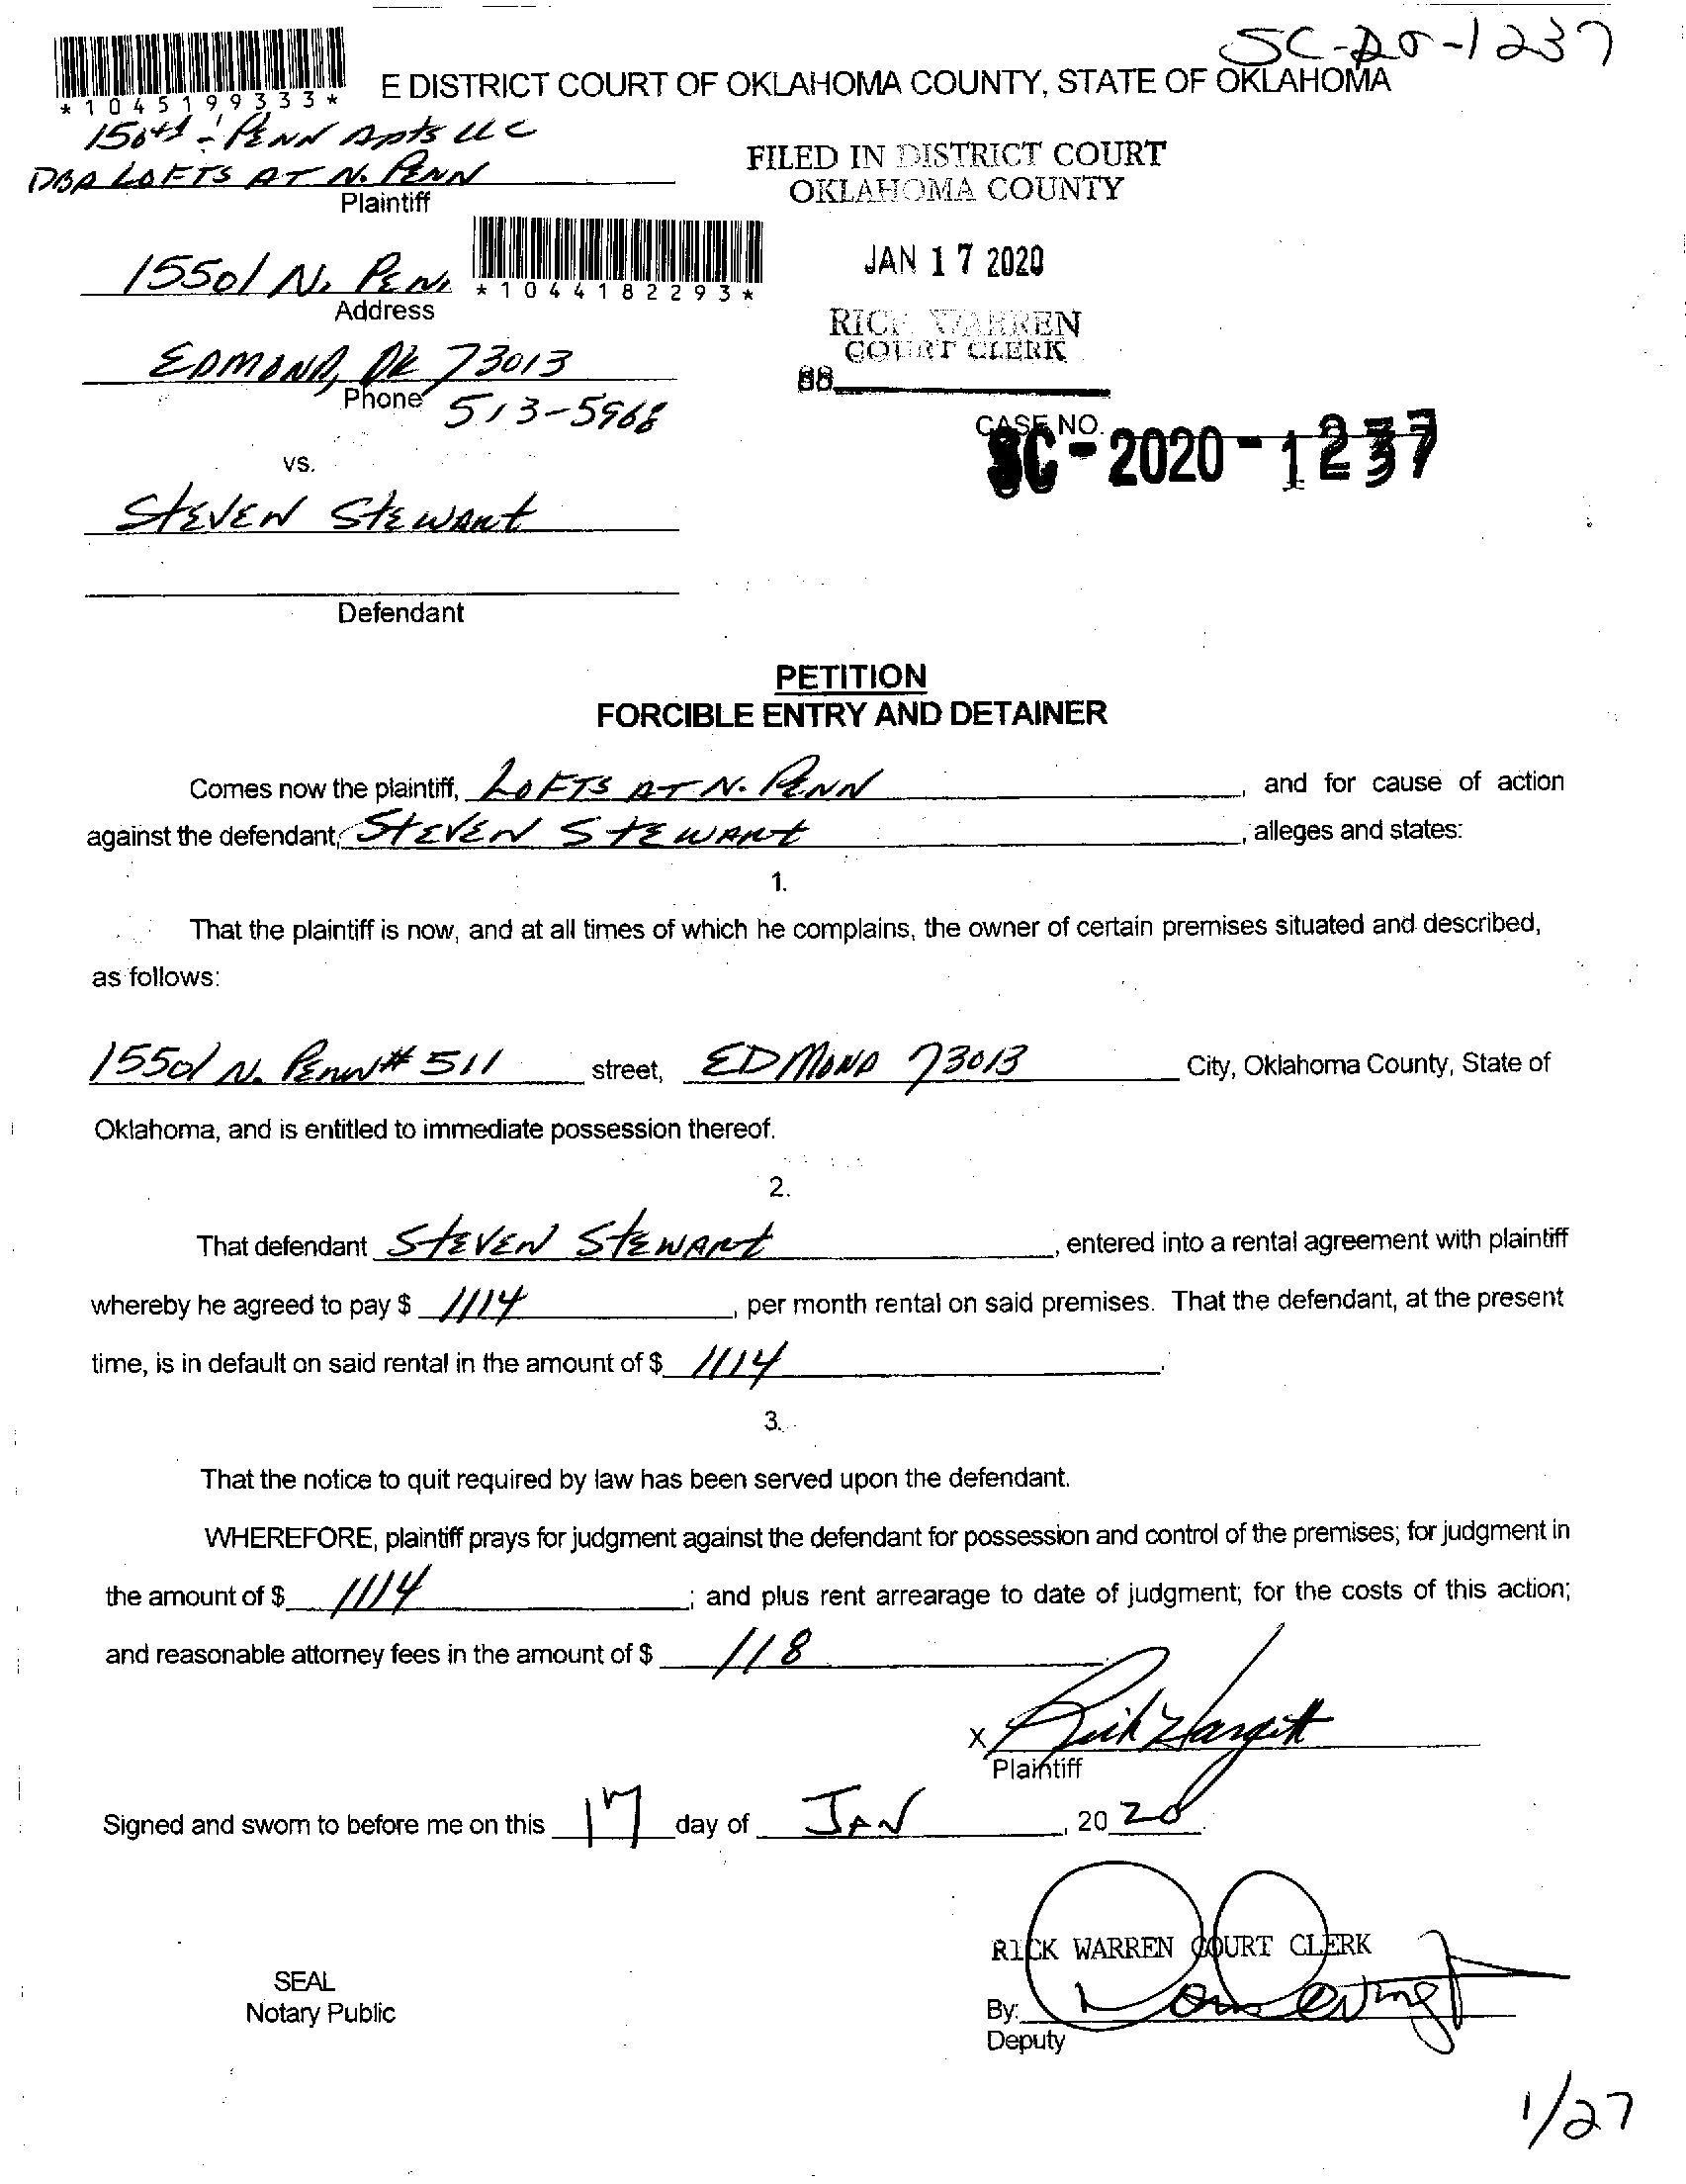 SC-20-1237
*1045199333*
E DISTRICT COURT OF OKLAHOMA COUNTY, STATE OF OKLAHOMA
150th - PENN Apts LLC
DBA LOFTS AT N. PENN
Plaintiff
FILED IN DISTRICT COURT
OKLAHOMA COUNTY
JAN 17 2020
RICK WARREN
COURT CLERK
88
15501 N. PENN
*1044182293*
Address
EDMOND, OK 73013
Phone 513-5968
CASE NO.
SC-2020-1237
vs.
STEVEN STEWART
Defendant
PETITION
FORCIBLE ENTRY AND DETAINER
Comes now the plaintiff, LOFTS AT N. PENN, and for cause of action
against the defendant, STEVEN STEWART, alleges and states:
1.
That the plaintiff is now, and at all times of which he complains, the owner of certain premises situated and described,
as follows:
15501 N. PENN # 511 street, EDMOND 73013 City, Oklahoma County, State of
Oklahoma, and is entitled to immediate possession thereof.
2.
That defendant STEVEN STEWART, entered into a rental agreement with plaintiff
whereby he agreed to pay $ 1114, per month rental on said premises. That the defendant, at the present
time, is in default on said rental in the amount of $ 1114.
3.
That the notice to quit required by law has been served upon the defendant.
WHEREFORE, plaintiff prays for judgment against the defendant for possession and control of the premises; for judgment in
the amount of $ 1114; and plus rent arrearage to date of judgment; for the costs of this action;
and reasonable attorney fees in the amount of $ 118.
X Rick Hargett
Plaintiff
Signed and sworn to before me on this 17 day of JAN, 20 20.
RICK WARREN COURT CLERK
SEAL
Notary Public
By:
Deputy
1/27